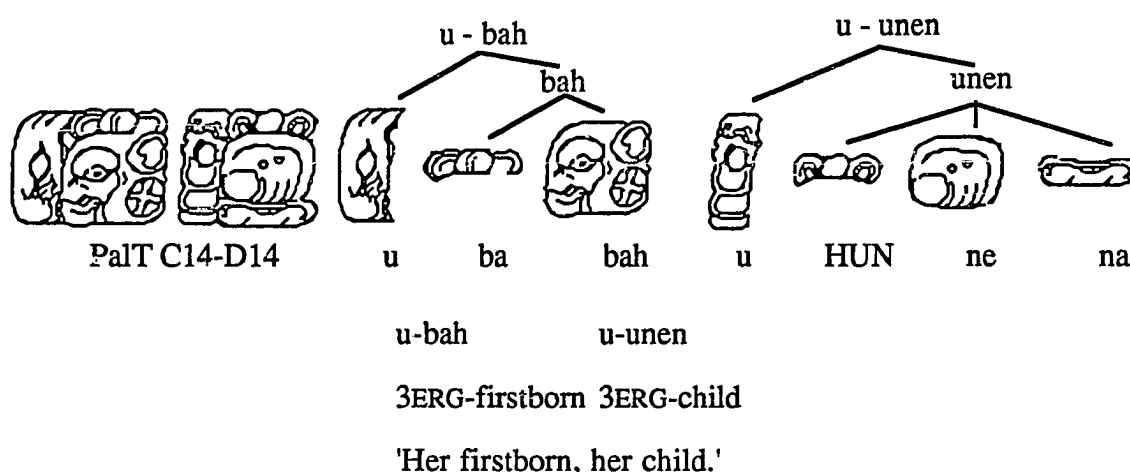 u - bah u - unen
bah unen
PalT C14-D14 u ba bah u HUN ne na
u-bah u-unen
3ERG-firstborn 3ERG-child
'Her firstborn, her child.'